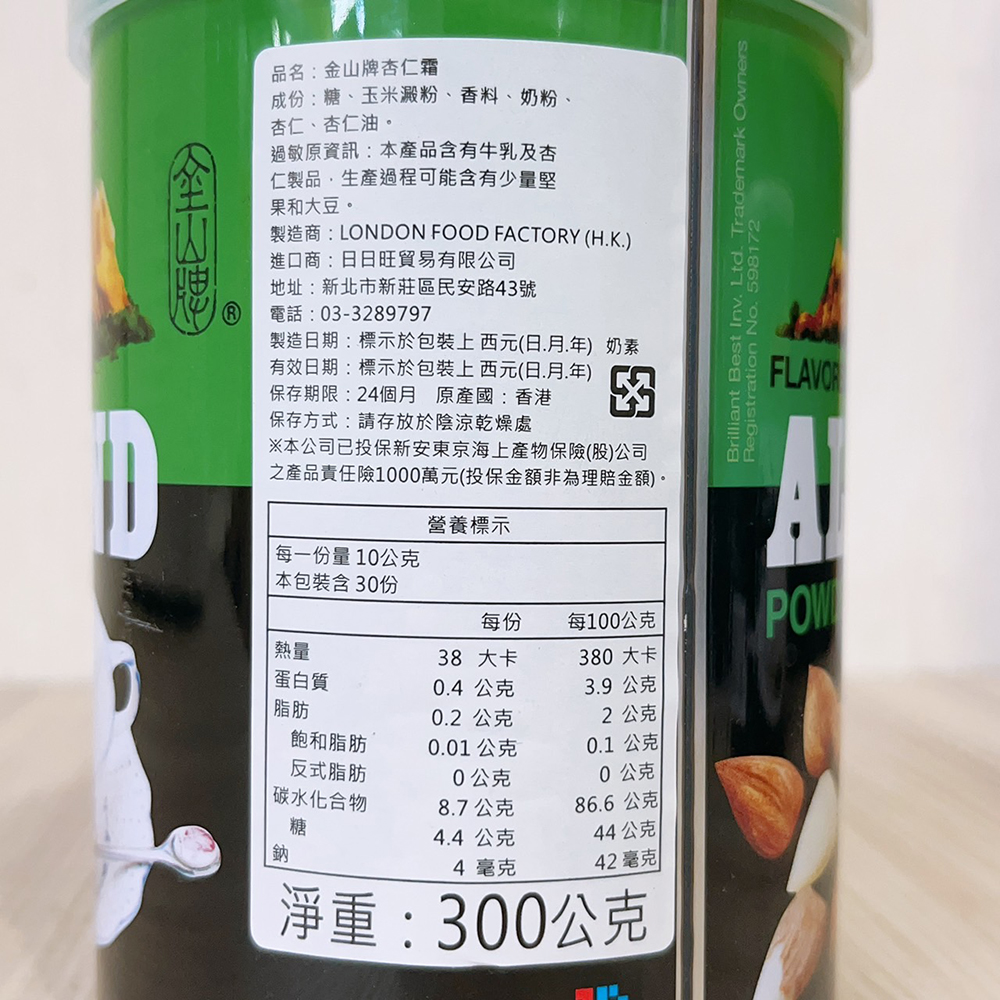 金山牌
®
ND
品名：金山牌杏仁霜
成份：糖、玉米澱粉、香料、奶粉、
杏仁、杏仁油。
過敏原資訊：本產品含有牛乳及杏
仁製品，生產過程可能含有少量堅
果和大豆。
製造商：LONDON FOOD FACTORY (H.K.)
進口商：日日旺貿易有限公司
地址：新北市新莊區民安路43號
電話：03-3289797
製造日期：標示於包裝上 西元(日.月.年) 奶素
有效日期：標示於包裝上 西元(日.月.年)
保存期限：24個月 原產國：香港
保存方式：請存放於陰涼乾燥處
※本公司已投保新安東京海上產物保險(股)公司
之產品責任險1000萬元(投保金額非為理賠金額)。
營養標示
每一份量 10公克
本包裝含 30份
每份 每100公克
熱量 38 大卡 380 大卡
蛋白質 0.4 公克 3.9 公克
脂肪 0.2 公克 2 公克
飽和脂肪 0.01 公克 0.1 公克
反式脂肪 0 公克 0 公克
碳水化合物 8.7 公克 86.6 公克
糖 4.4 公克 44 公克
鈉 4 毫克 42 毫克
淨重：300公克
Brilliant Best Inv. Ltd. Trademark Owners
Registration No. 598172
FLAVOR
AL
POWD